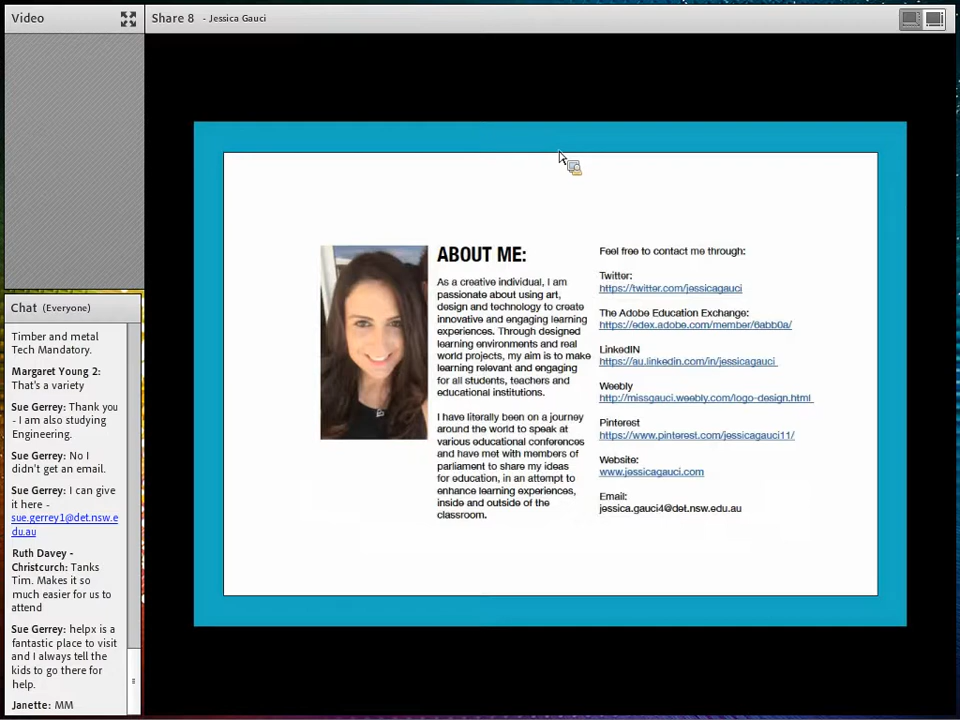 Video
Share 8 - Jessica Gauci
Chat (Everyone)
Timber and metal
Tech Mandatory.
Margaret Young 2:
That's a variety
Sue Gerrey: Thank you
- I am also studying
Engineering.
Sue Gerrey: No I
didn't get an email.
Sue Gerrey: I can give
it here -
sue.gerrey1@det.nsw.e
du.au
Ruth Davey -
Christcurch: Tanks
Tim. Makes it so
much easier for us to
attend
Sue Gerrey: helpx is a
fantastic place to visit
and I always tell the
kids to go there for
help.
Janette: MM
ABOUT ME:
As a creative individual, I am
passionate about using art,
design and technology to create
innovative and engaging learning
experiences. Through designed
learning environments and real
world projects, my aim is to make
learning relevant and engaging
for all students, teachers and
educational institutions.
I have literally been on a journey
around the world to speak at
various educational conferences
and have met with members of
parliament to share my ideas
for education, in an attempt to
enhance learning experiences,
inside and outside of the
classroom.
Feel free to contact me through:
Twitter:
https://twitter.com/jessicagauci
The Adobe Education Exchange:
https://edex.adobe.com/member/6abb0a/
LinkedIN
https://au.linkedin.com/in/jessicagauci
Weebly
http://missgauci.weebly.com/logo-design.html
Pinterest
https://www.pinterest.com/jessicagauci11/
Website:
www.jessicagauci.com
Email:
jessica.gauci4@det.nsw.edu.au